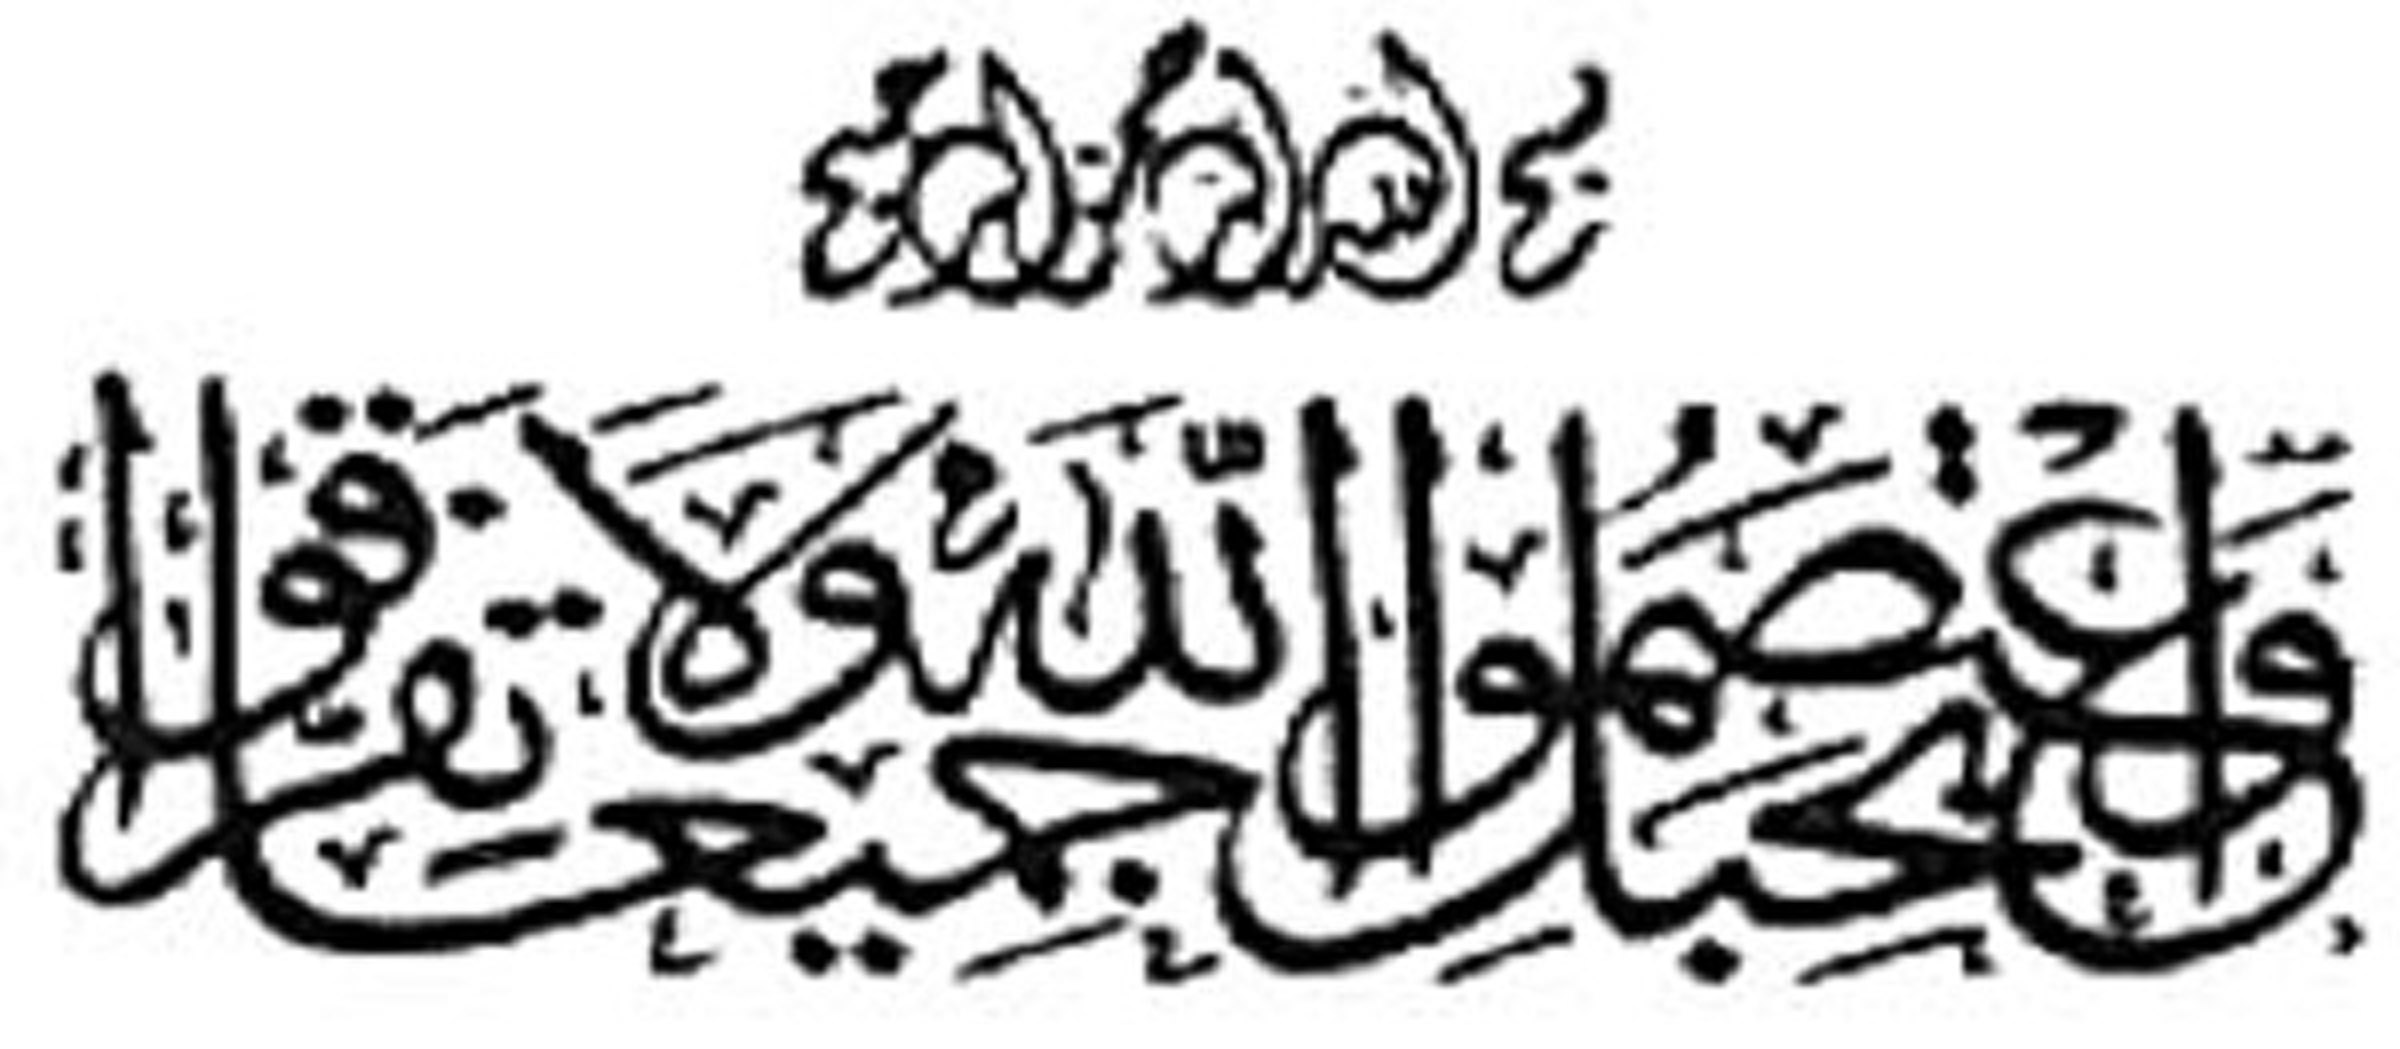 وَاعْتَصِمُوا بِحَبْلِ اللَّهِ جَمِيعًا وَلَا تَفَرَّقُوا